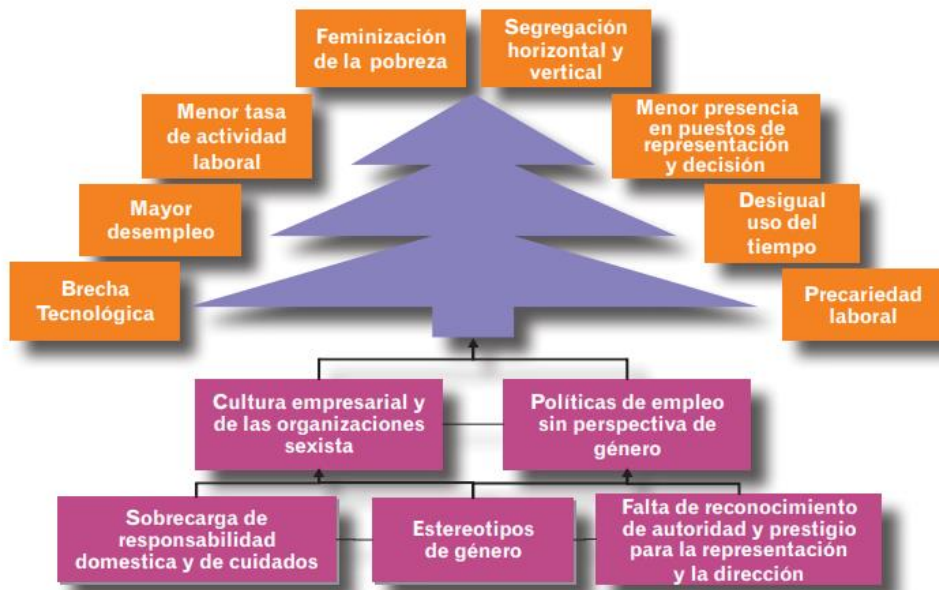 Feminización
de la pobreza
Segregación
horizontal y
vertical
Menor tasa
de actividad
laboral
Menor presencia
en puestos de
representación
y decisión
Mayor
desempleo
Desigual
uso del
tiempo
Brecha
Tecnológica
Precariedad
laboral
Cultura empresarial y
de las organizaciones
sexista
Políticas de empleo
sin perspectiva de
género
Sobrecarga de
responsabilidad
domestica y de cuidados
Estereotipos
de género
Falta de reconocimiento
de autoridad y prestigio
para la representación
y la dirección